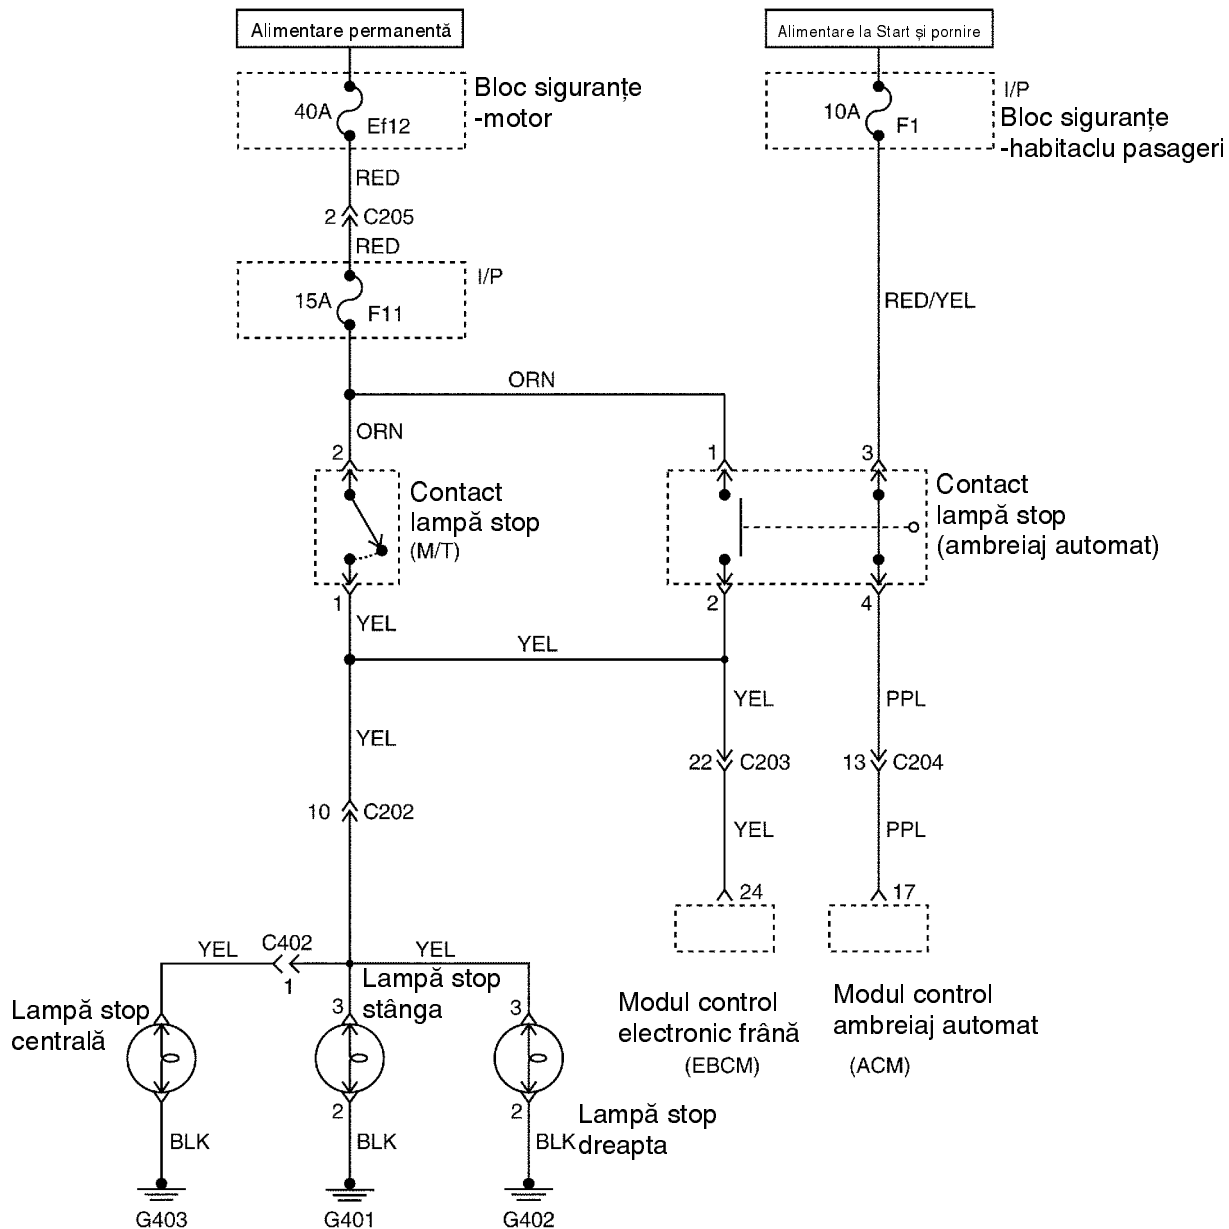 Alimentare permanentă
Alimentare la Start și pornire
Bloc siguranțe
-motor
40A
Ef12
I/P
Bloc siguranțe
-habitaclu pasageri
10A
F1
RED
2 C205
RED
I/P
15A
F11
RED/YEL
ORN
ORN
2
1
3
Contact
lampă stop
(M/T)
Contact
lampă stop
(ambreiaj automat)
1
2
4
YEL
YEL
YEL
PPL
YEL
22 C203
13 C204
10 C202
YEL
PPL
24
17
YEL
C402
1
YEL
Lampă stop
stânga
Lampă stop
centrală
3
3
Modul control
electronic frână
(EBCM)
Modul control
ambreiaj automat
(ACM)
2
2
Lampă stop
dreapta
BLK
BLK
BLK
G403
G401
G402